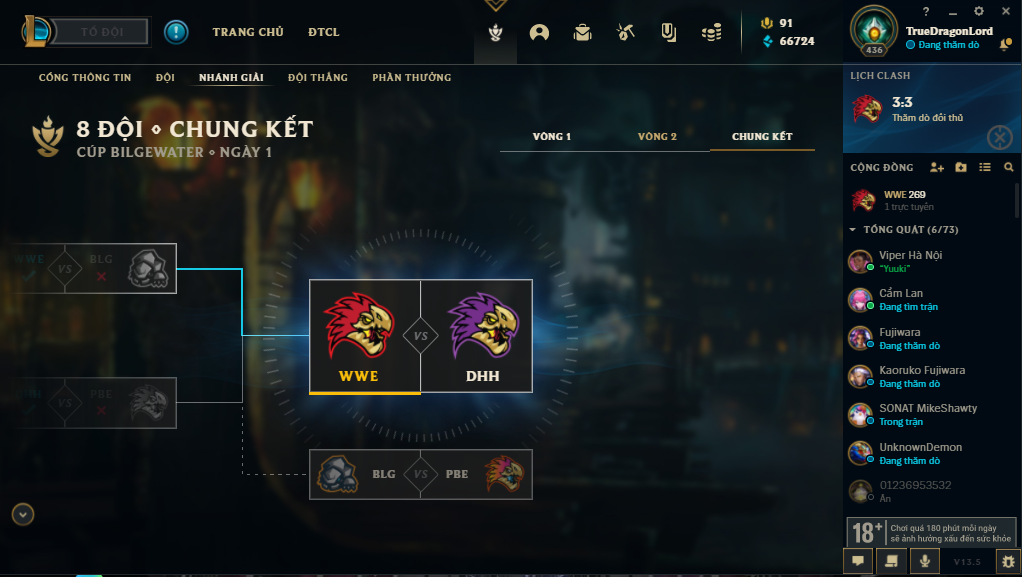 TỔ ĐỘI
TRANG CHỦ
ĐTCL
91
66724
436
TrueDragonLord
Đang thăm dò
CỔNG THÔNG TIN
ĐỘI
NHÁNH GIẢI
ĐỘI THẮNG
PHẦN THƯỞNG
8 ĐỘI ⋄ CHUNG KẾT
CÚP BILGEWATER ⋄ NGÀY 1
VÒNG 1
VÒNG 2
CHUNG KẾT
WWE VS BLG
VS PBE
VS
WWE
DHH
BLG VS PBE
LỊCH CLASH
3:3
Thăm dò đối thủ
CỘNG ĐỒNG
WWE 269
1 trực tuyến
TỔNG QUÁT (6/73)
Viper Hà Nội
"Yuuki"
Cẩm Lan
Đang tìm trận
Fujiwara
Đang thăm dò
Kaoruko Fujiwara
Đang thăm dò
SONAT MikeShawty
Trong trận
UnknownDemon
Đang thăm dò
01236953532
Ẩn
18+
Chơi quá 180 phút mỗi ngày
sẽ ảnh hưởng xấu đến sức khỏe
V13.5